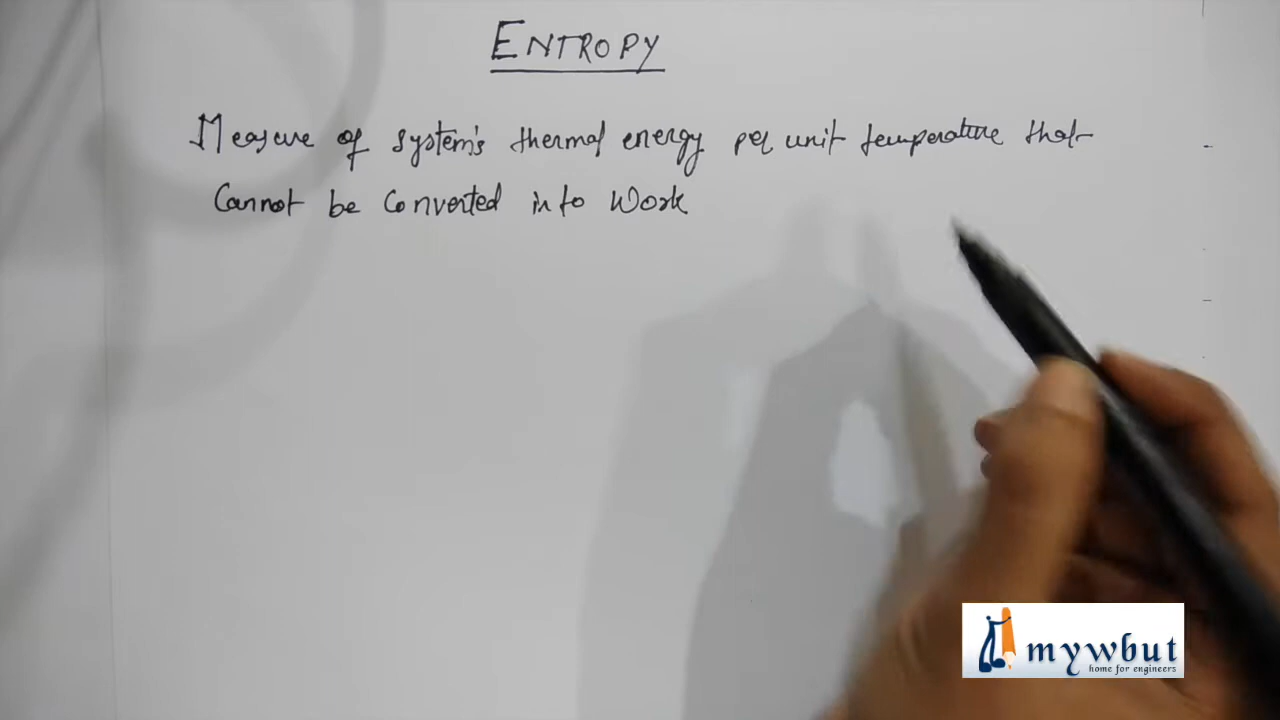 ENTROPY
Measure of system's thermal energy per unit temperature that
Cannot be Converted into Work
mywbut
home for engineers